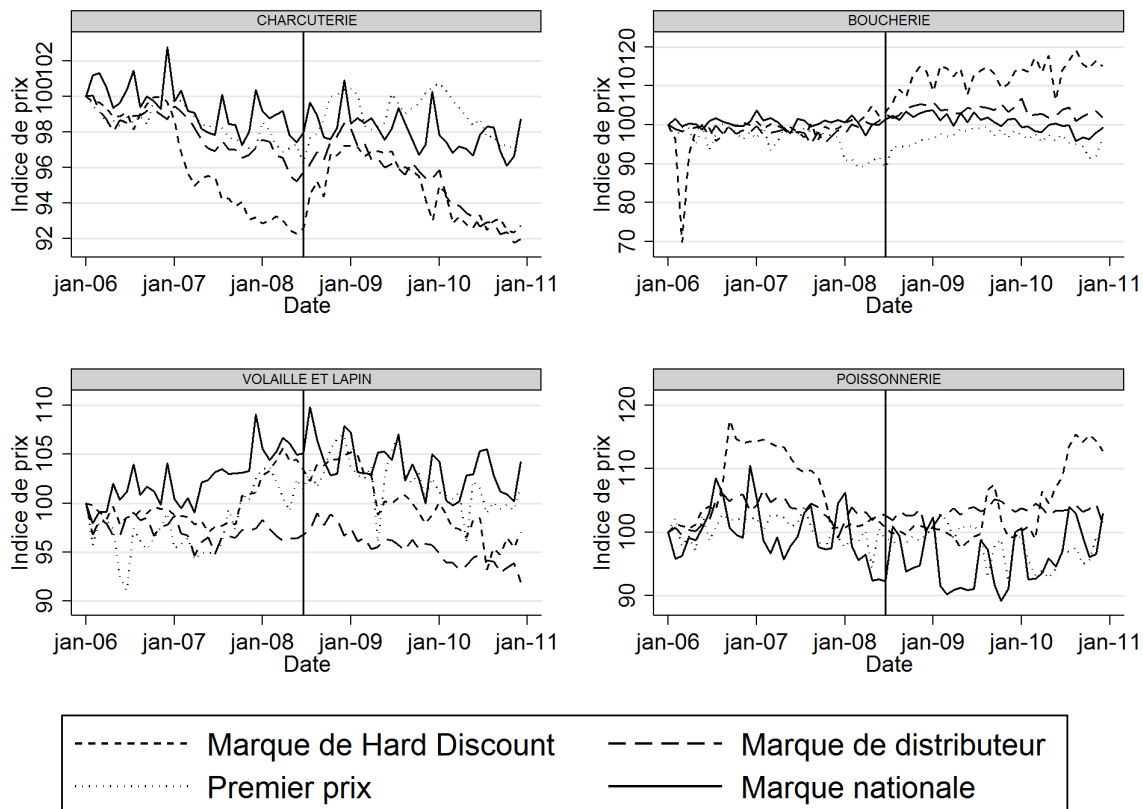 CHARCUTERIE
Indice de prix
92
94
96
98
100
102
jan-06
jan-07
jan-08
jan-09
jan-10
jan-11
Date
BOUCHERIE
Indice de prix
70
80
90
100
110
120
jan-06
jan-07
jan-08
jan-09
jan-10
jan-11
Date
VOLAILLE ET LAPIN
Indice de prix
90
95
100
105
110
jan-06
jan-07
jan-08
jan-09
jan-10
jan-11
Date
POISSONNERIE
Indice de prix
90
100
110
120
jan-06
jan-07
jan-08
jan-09
jan-10
jan-11
Date
Marque de Hard Discount
Marque de distributeur
Premier prix
Marque nationale